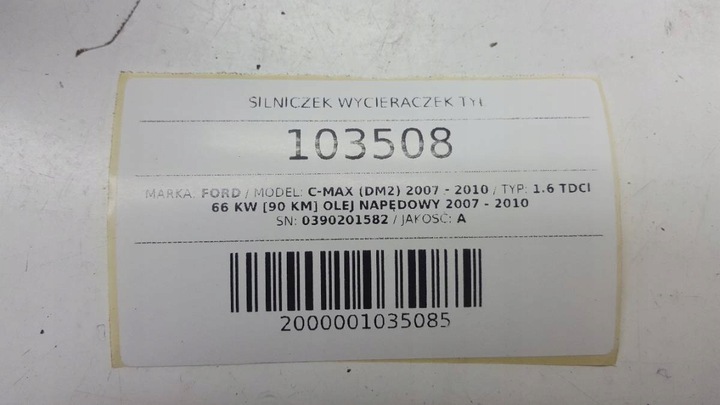 SILNICZEK WYCIERACZEK TYŁ
103508
MARKA: FORD / MODEL: C-MAX (DM2) 2007 - 2010 / TYP: 1.6 TDCI
66 KW [90 KM] OLEJ NAPĘDOWY 2007 - 2010
SN: 0390201582 / JAKOŚĆ: A
2000001035085